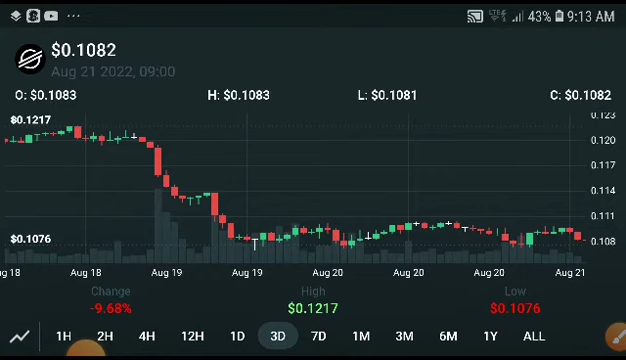 LTE 43% 9:13 AM
$0.1082
Aug 21 2022, 09:00
O: $0.1083 H: $0.1083 L: $0.1081 C: $0.1082
$0.1217
0.123
0.120
0.117
0.114
0.111
$0.1076
0.108
ug 18 Aug 18 Aug 19 Aug 19 Aug 20 Aug 20 Aug 20 Aug 21
Change High Low
-9.68% $0.1217 $0.1076
1H 2H 4H 12H 1D 3D 7D 1M 3M 6M 1Y ALL